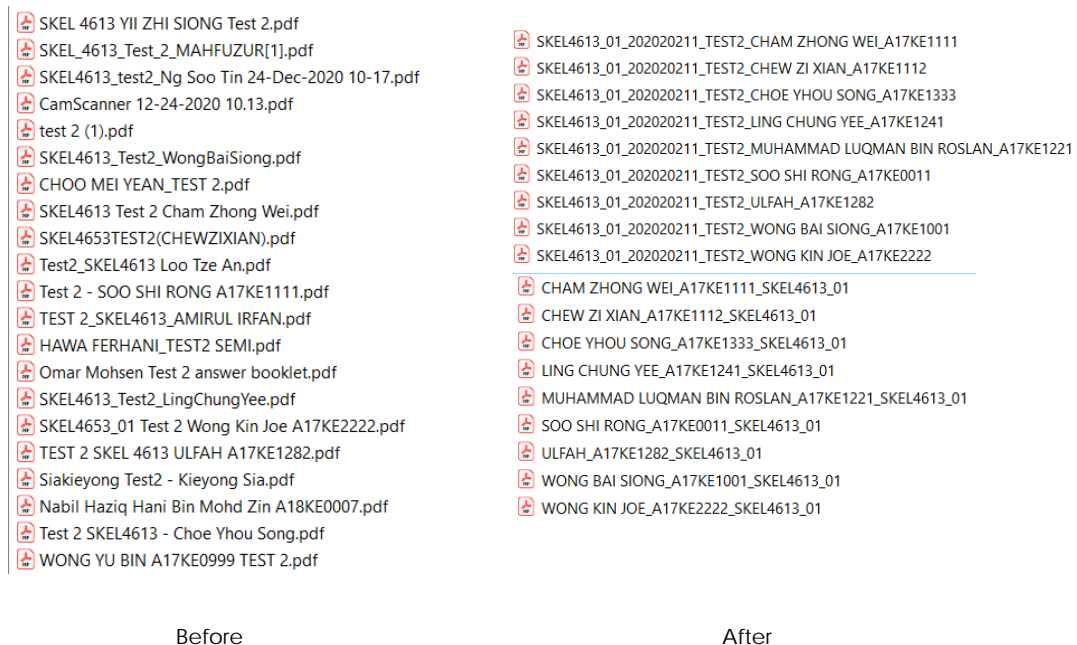 SKEL 4613 YII ZHI SIONG Test 2.pdf
SKEL_4613_Test_2_MAHFUZUR[1].pdf
SKEL4613_test2_Ng Soo Tin 24-Dec-2020 10-17.pdf
CamScanner 12-24-2020 10.13.pdf
test 2 (1).pdf
SKEL4613_Test2_WongBaiSiong.pdf
CHOO MEI YEAN_TEST 2.pdf
SKEL4613 Test 2 Cham Zhong Wei.pdf
SKEL4653TEST2(CHEWZIXIAN).pdf
Test2_SKEL4613 Loo Tze An.pdf
Test 2 - SOO SHI RONG A17KE1111.pdf
TEST 2_SKEL4613_AMIRUL IRFAN.pdf
HAWA FERHANI_TEST2 SEMI.pdf
Omar Mohsen Test 2 answer booklet.pdf
SKEL4613_Test2_LingChungYee.pdf
SKEL4653_01 Test 2 Wong Kin Joe A17KE2222.pdf
TEST 2 SKEL 4613 ULFAH A17KE1282.pdf
Siakieyong Test2 - Kieyong Sia.pdf
Nabil Haziq Hani Bin Mohd Zin A18KE0007.pdf
Test 2 SKEL4613 - Choe Yhou Song.pdf
WONG YU BIN A17KE0999 TEST 2.pdf
Before
SKEL4613_01_202020211_TEST2_CHAM ZHONG WEI_A17KE1111
SKEL4613_01_202020211_TEST2_CHEW ZI XIAN_A17KE1112
SKEL4613_01_202020211_TEST2_CHOE YHOU SONG_A17KE1333
SKEL4613_01_202020211_TEST2_LING CHUNG YEE_A17KE1241
SKEL4613_01_202020211_TEST2_MUHAMMAD LUQMAN BIN ROSLAN_A17KE1221
SKEL4613_01_202020211_TEST2_SOO SHI RONG_A17KE0011
SKEL4613_01_202020211_TEST2_ULFAH_A17KE1282
SKEL4613_01_202020211_TEST2_WONG BAI SIONG_A17KE1001
SKEL4613_01_202020211_TEST2_WONG KIN JOE_A17KE2222
CHAM ZHONG WEI_A17KE1111_SKEL4613_01
CHEW ZI XIAN_A17KE1112_SKEL4613_01
CHOE YHOU SONG_A17KE1333_SKEL4613_01
LING CHUNG YEE_A17KE1241_SKEL4613_01
MUHAMMAD LUQMAN BIN ROSLAN_A17KE1221_SKEL4613_01
SOO SHI RONG_A17KE0011_SKEL4613_01
ULFAH_A17KE1282_SKEL4613_01
WONG BAI SIONG_A17KE1001_SKEL4613_01
WONG KIN JOE_A17KE2222_SKEL4613_01
After